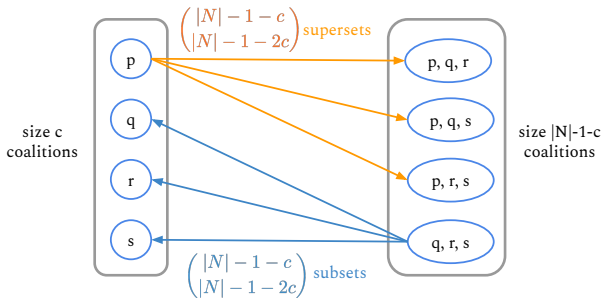 |N| − 1 − c
|N| − 1 − 2c
supersets
p
p, q, r
q
p, q, s
size c
coalitions
size |N|-1-c
coalitions
r
p, r, s
s
q, r, s
|N| − 1 − c
|N| − 1 − 2c
subsets